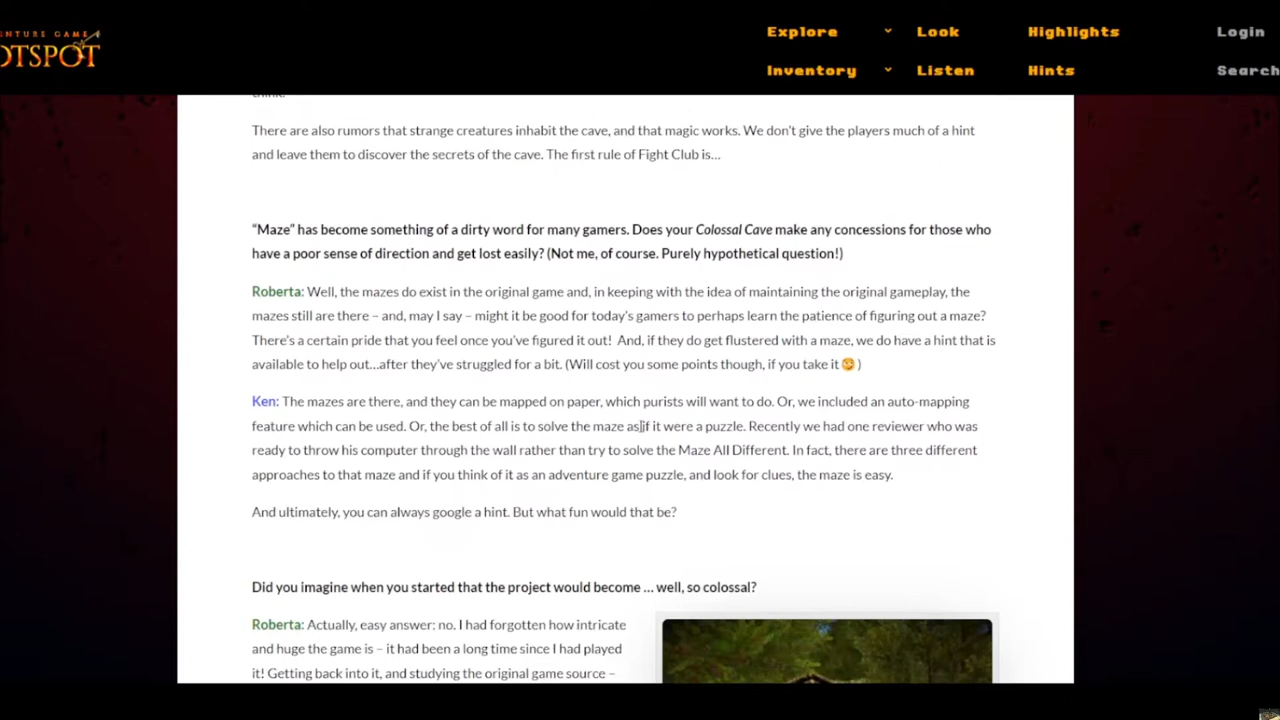 ENTURE GAME
OTSPOT
Explore
Look
Highlights
Login
Inventory
Listen
Hints
Search
think.
There are also rumors that strange creatures inhabit the cave, and that magic works. We don't give the players much of a hint
and leave them to discover the secrets of the cave. The first rule of Fight Club is…
“Maze” has become something of a dirty word for many gamers. Does your Colossal Cave make any concessions for those who
have a poor sense of direction and get lost easily? (Not me, of course. Purely hypothetical question!)
Roberta: Well, the mazes do exist in the original game and, in keeping with the idea of maintaining the original gameplay, the
mazes still are there – and, may I say – might it be good for today's gamers to perhaps learn the patience of figuring out a maze?
There's a certain pride that you feel once you've figured it out! And, if they do get flustered with a maze, we do have a hint that is
available to help out…after they've struggled for a bit. (Will cost you some points though, if you take it 😏 )
Ken: The mazes are there, and they can be mapped on paper, which purists will want to do. Or, we included an auto-mapping
feature which can be used. Or, the best of all is to solve the maze as if it were a puzzle. Recently we had one reviewer who was
ready to throw his computer through the wall rather than try to solve the Maze All Different. In fact, there are three different
approaches to that maze and if you think of it as an adventure game puzzle, and look for clues, the maze is easy.
And ultimately, you can always google a hint. But what fun would that be?
Did you imagine when you started that the project would become … well, so colossal?
Roberta: Actually, easy answer: no. I had forgotten how intricate
and huge the game is – it had been a long time since I had played
it! Getting back into it, and studying the original game source –